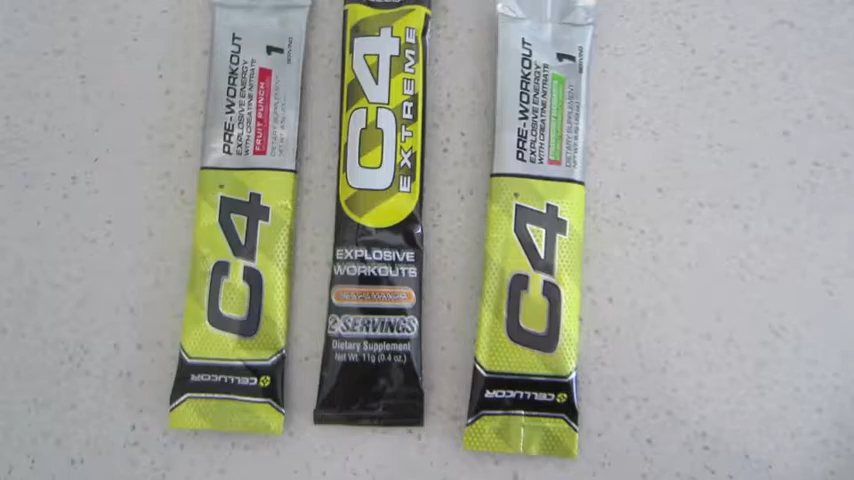 PRE-WORKOUT
EXPLOSIVE ENERGY
WITH CREATINE NITRATE
FRUIT PUNCH
DIETARY SUPPLEMENT
1
SERVING
C4
CELLUCOR
C4
EXTREME
EXPLOSIVE
WORKOUTS
2 SERVINGS
Dietary Supplement
Net Wt. 11g (0.4 oz.)
PRE-WORKOUT
EXPLOSIVE ENERGY
WITH CREATINE NITRATE
DIETARY SUPPLEMENT
1
SERVING
C4
CELLUCOR